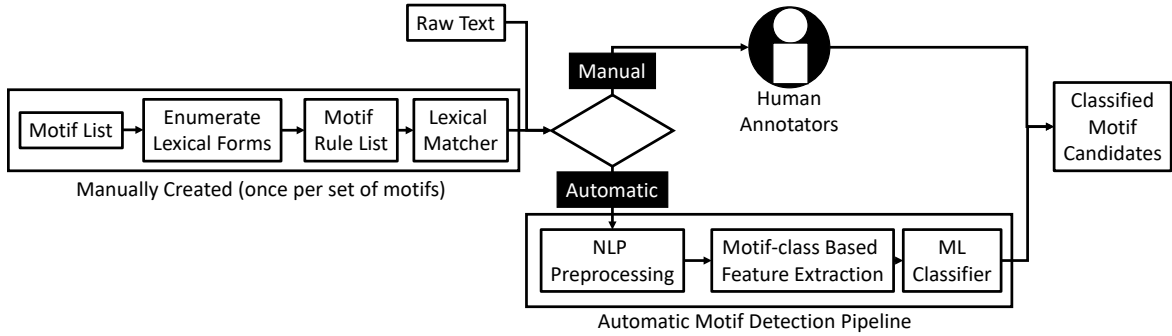 Raw Text
Manual
Human
Annotators
Classified
Motif
Candidates
Motif List
Enumerate
Lexical Forms
Motif
Rule List
Lexical
Matcher
Manually Created (once per set of motifs)
Automatic
NLP
Preprocessing
Motif-class Based
Feature Extraction
ML
Classifier
Automatic Motif Detection Pipeline